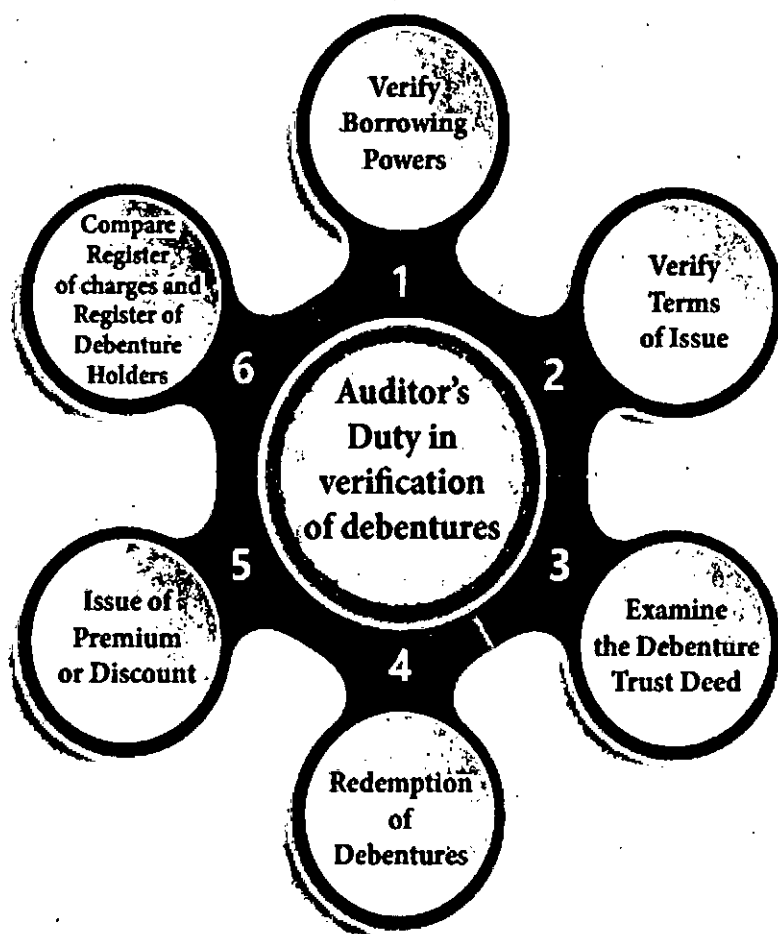 Auditor's
Duty in
verification
of debentures
1
Verify
Borrowing
Powers
2
Verify
Terms
of Issue
3
Examine
the Debenture
Trust Deed
4
Redemption
of
Debentures
5
Issue of
Premium
or Discount
6
Compare
Register
of charges and
Register of
Debenture
Holders